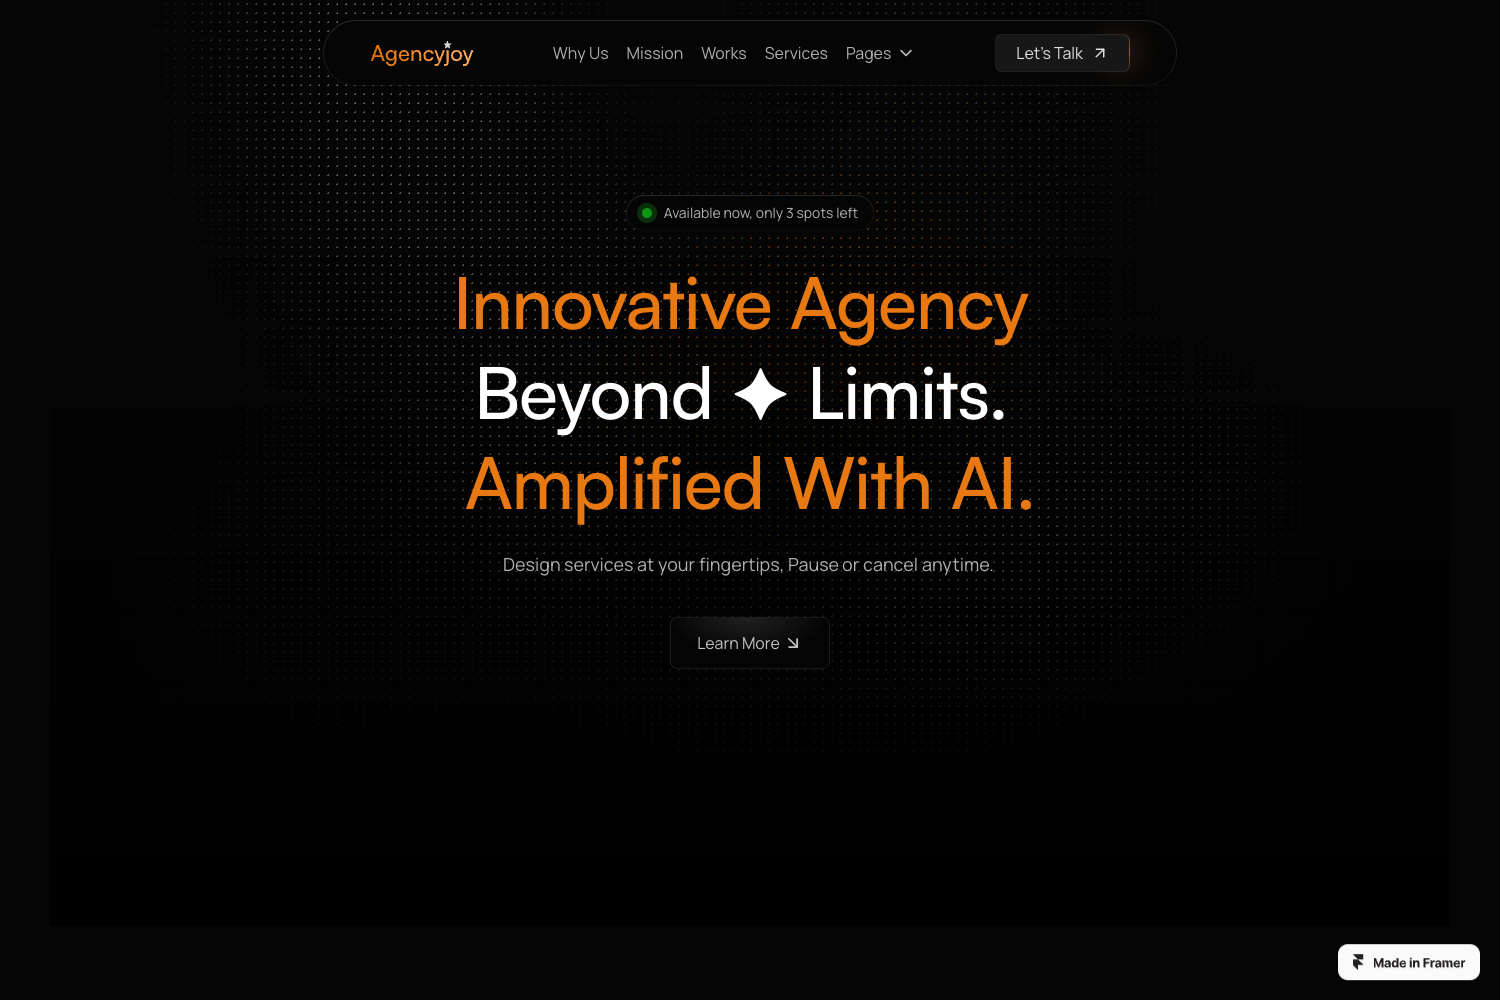 Agencyjoy
Why Us Mission Works Services Pages
Let's Talk
Available now, only 3 spots left
Innovative Agency
Beyond ✦ Limits.
Amplified With AI.
Design services at your fingertips, Pause or cancel anytime.
Learn More
Made in Framer